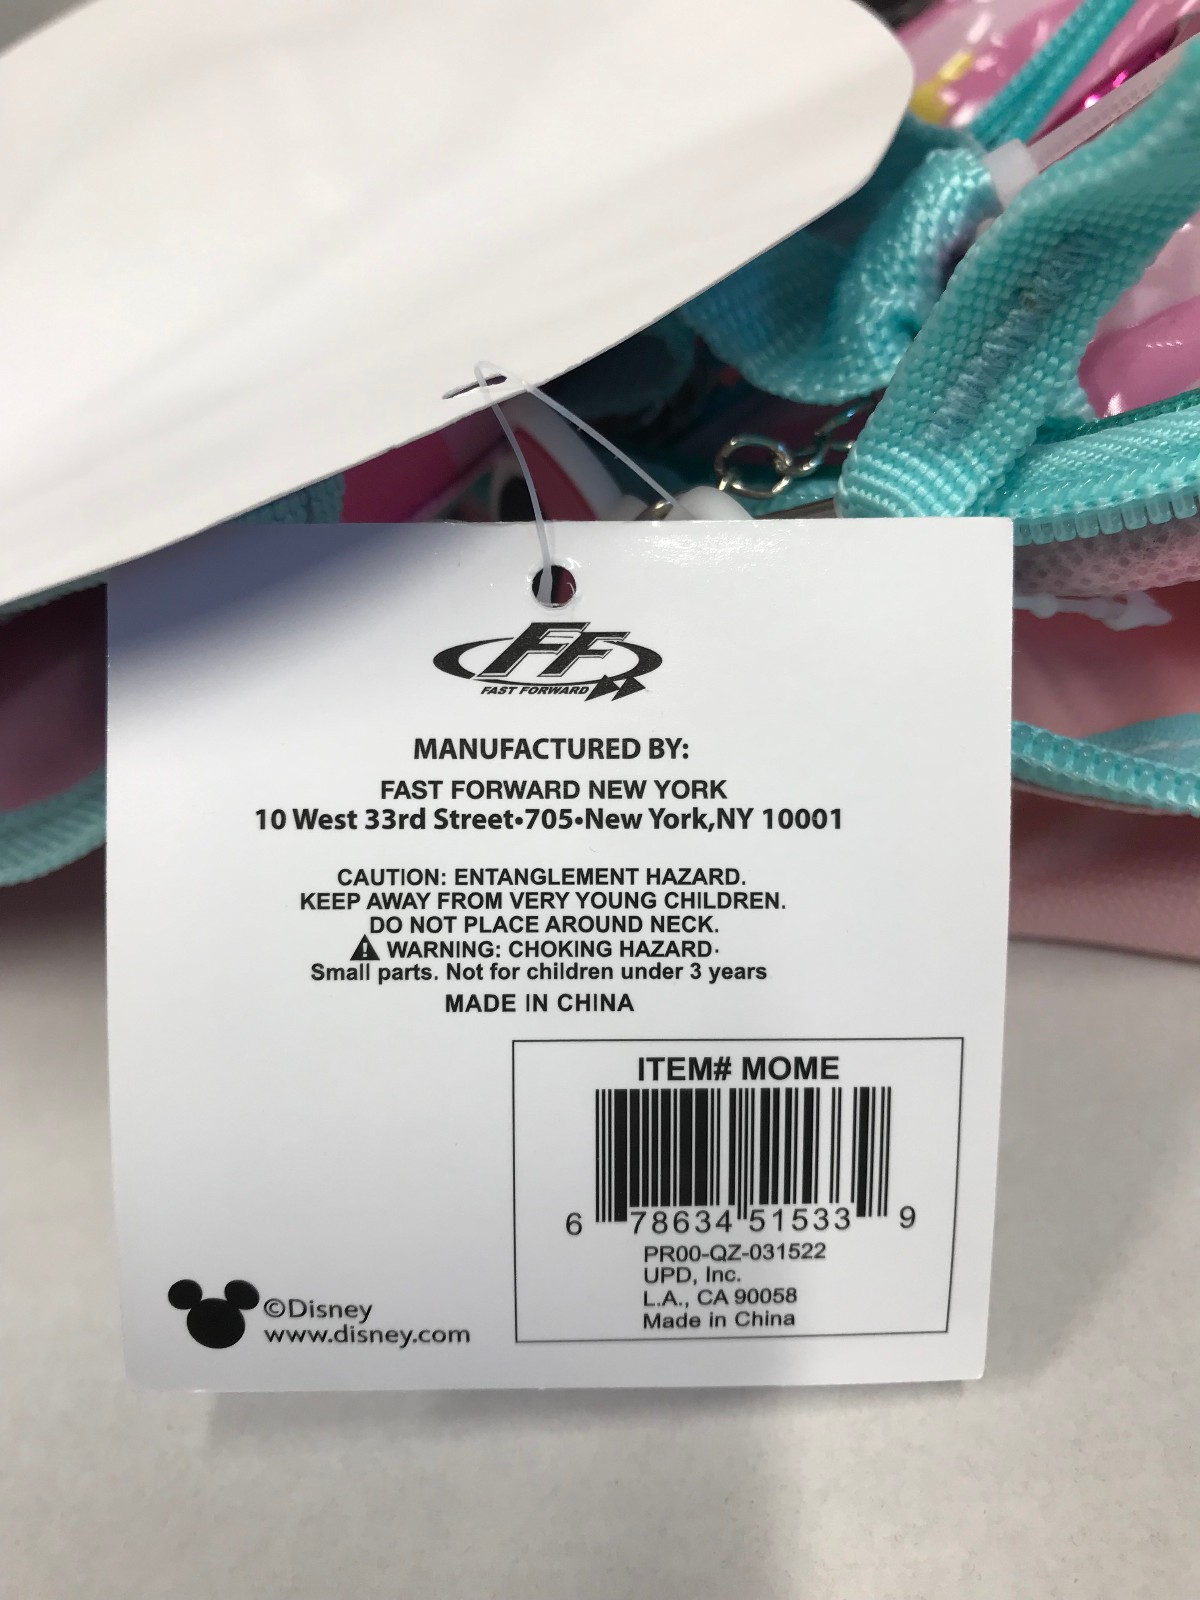 FF
FAST FORWARD
MANUFACTURED BY:
FAST FORWARD NEW YORK
10 West 33rd Street•705•New York,NY 10001
CAUTION: ENTANGLEMENT HAZARD.
KEEP AWAY FROM VERY YOUNG CHILDREN.
DO NOT PLACE AROUND NECK.
WARNING: CHOKING HAZARD.
Small parts. Not for children under 3 years
MADE IN CHINA
ITEM# MOME
6 78634 51533 9
PR00-QZ-031522
UPD, Inc.
L.A., CA 90058
Made in China
©Disney
www.disney.com